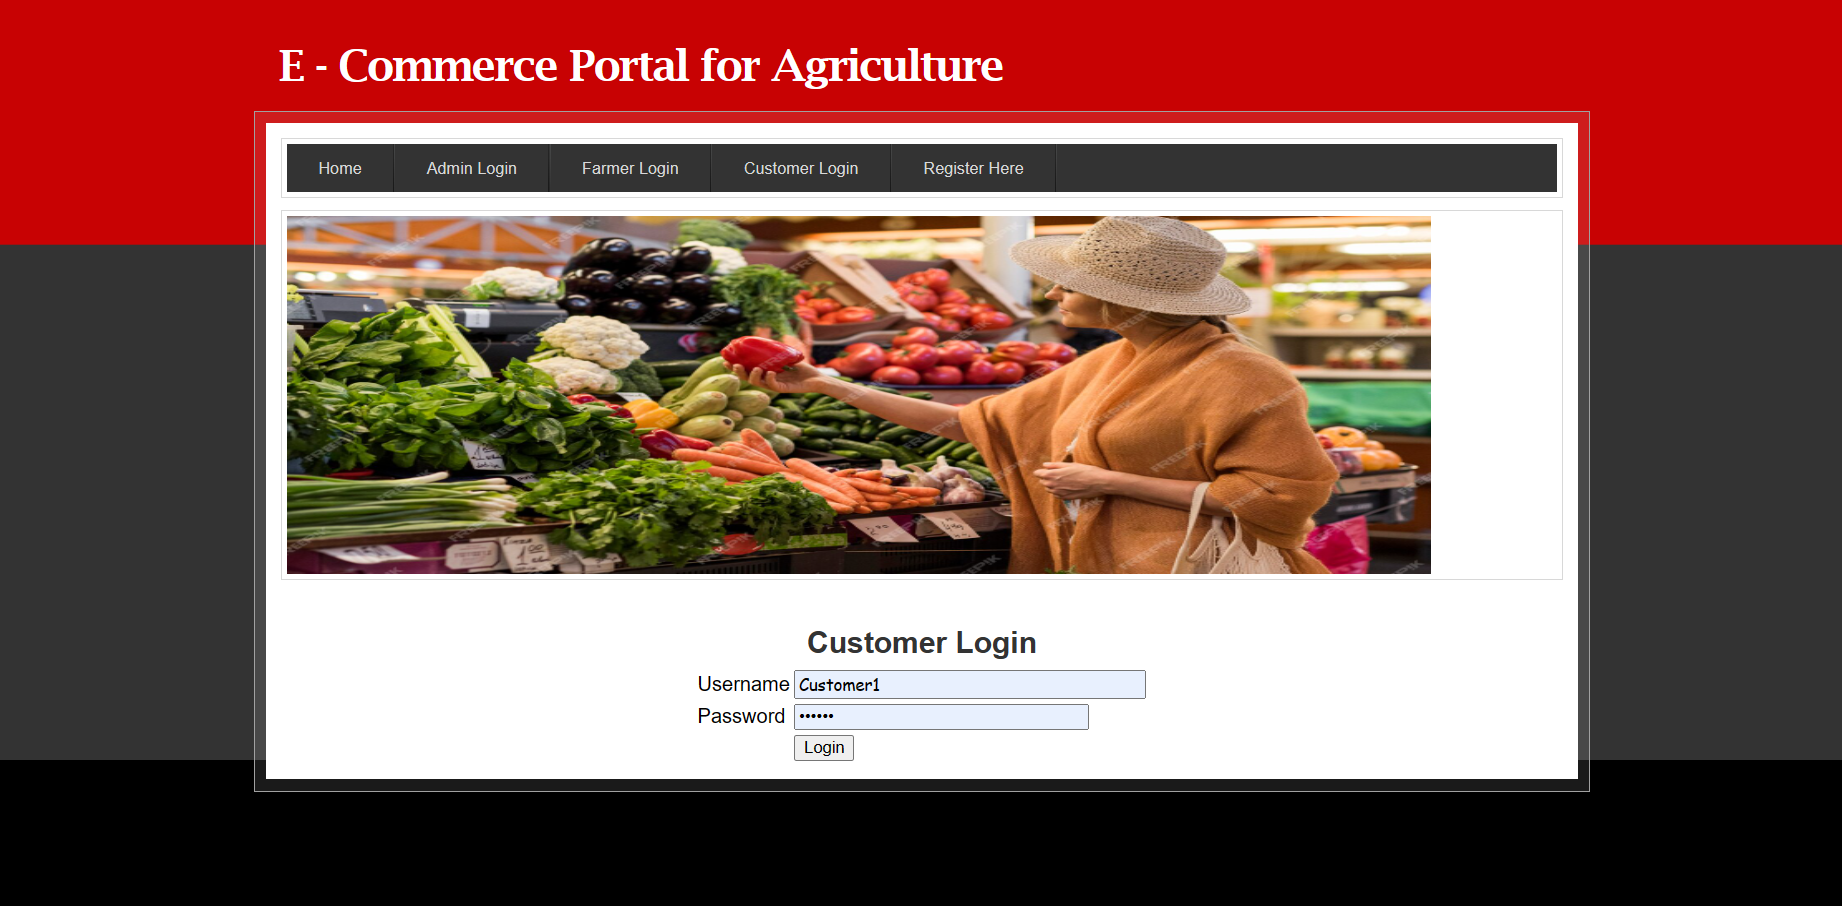 E - Commerce Portal for Agriculture
Home Admin Login Farmer Login Customer Login Register Here
FREEPIK
Customer Login
Username Customer1
Password ••••••
Login